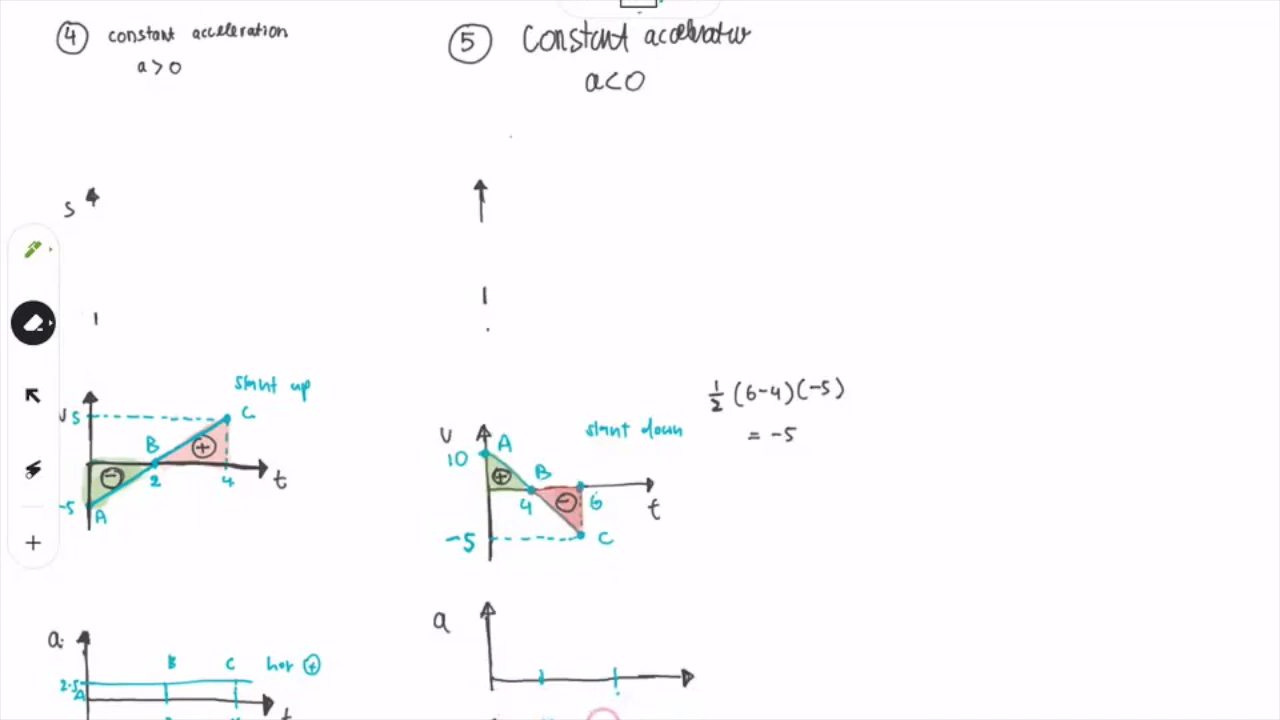 ④ constant acceleration
a > 0
S
slant up
v
5
C
B
+
-
2
4
t
-5
A
a
B
C
hor +
2.5
A
t
⑤ constant acceleration
a < 0
V
A
slant down
10
+
B
-
4
6
t
-5
C
½ (6-4)(-5)
= -5
a